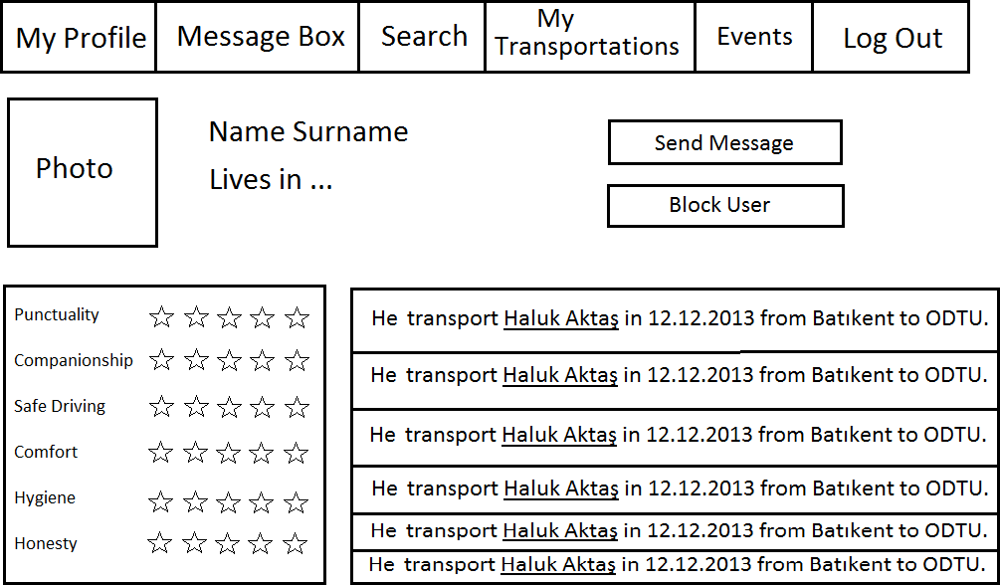 My Profile
Message Box
Search
My
Transportations
Events
Log Out
Photo
Name Surname
Lives in ...
Send Message
Block User
Punctuality
Companionship
Safe Driving
Comfort
Hygiene
Honesty
He transport Haluk Aktaş in 12.12.2013 from Batıkent to ODTU.
He transport Haluk Aktaş in 12.12.2013 from Batıkent to ODTU.
He transport Haluk Aktaş in 12.12.2013 from Batıkent to ODTU.
He transport Haluk Aktaş in 12.12.2013 from Batıkent to ODTU.
He transport Haluk Aktaş in 12.12.2013 from Batıkent to ODTU.
He transport Haluk Aktaş in 12.12.2013 from Batıkent to ODTU.